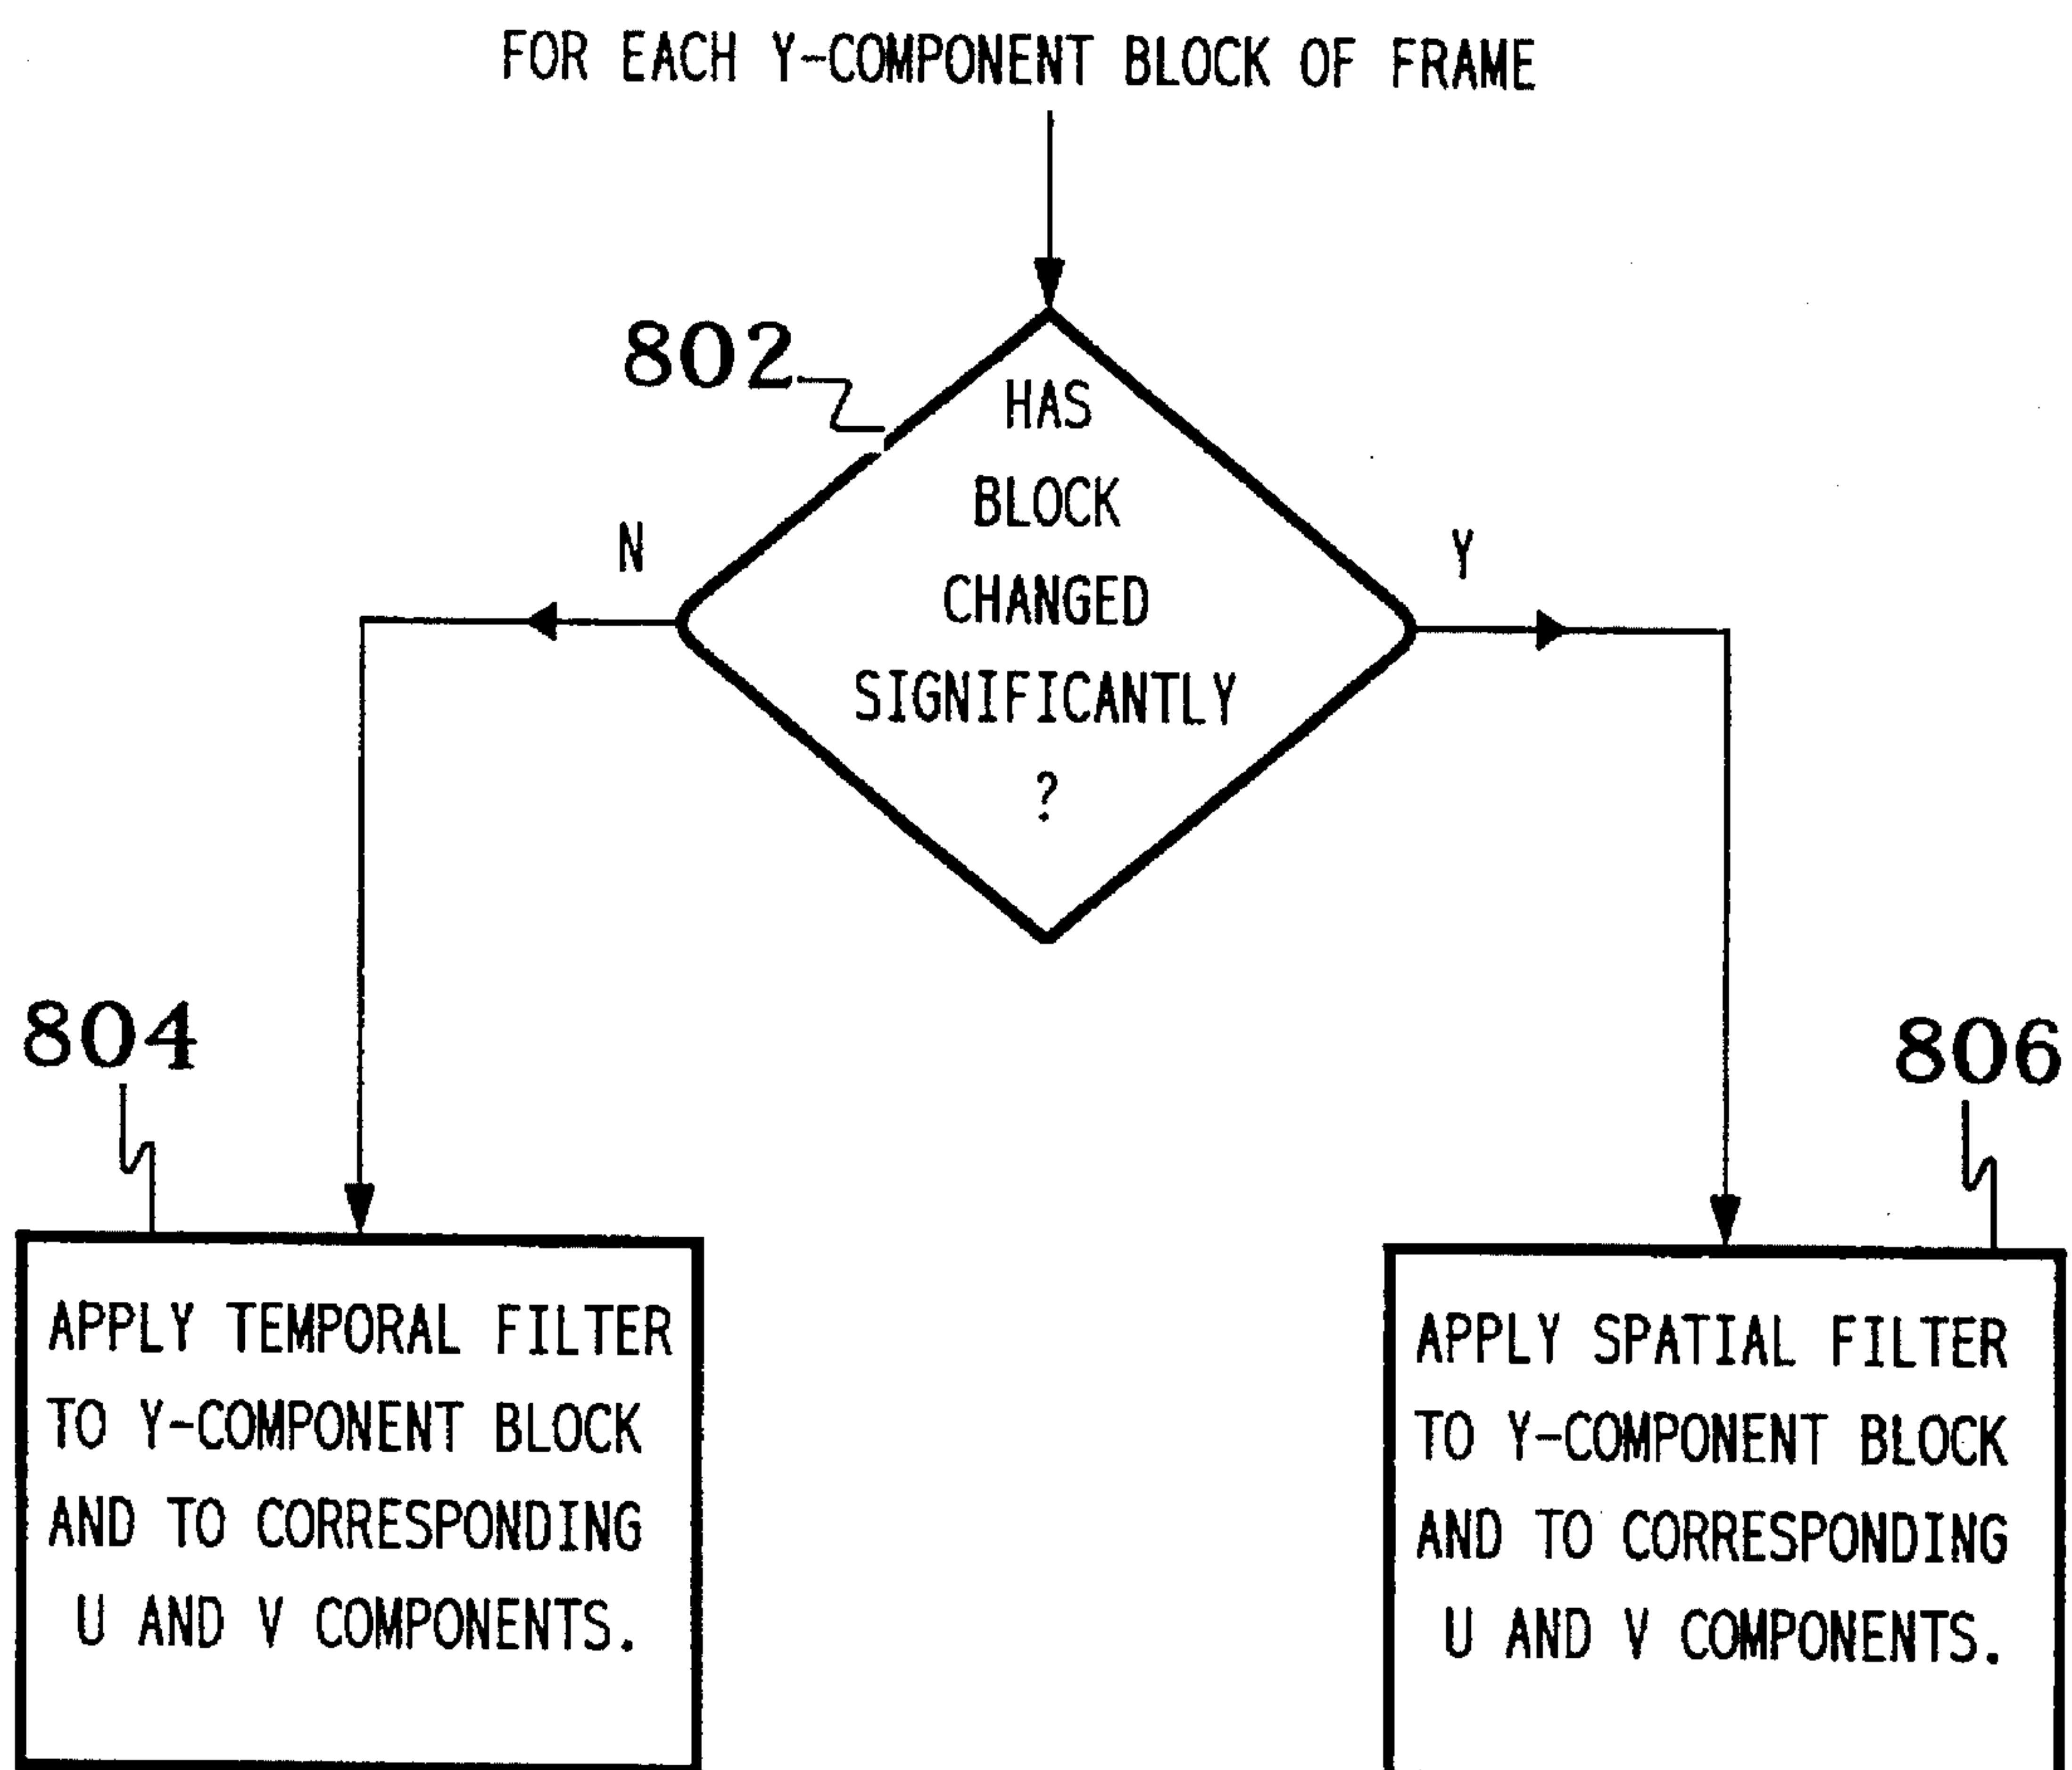 FOR EACH Y-COMPONENT BLOCK OF FRAME
802
HAS
BLOCK
CHANGED
SIGNIFICANTLY
?
N
Y
804
APPLY TEMPORAL FILTER
TO Y-COMPONENT BLOCK
AND TO CORRESPONDING
U AND V COMPONENTS.
806
APPLY SPATIAL FILTER
TO Y-COMPONENT BLOCK
AND TO CORRESPONDING
U AND V COMPONENTS.